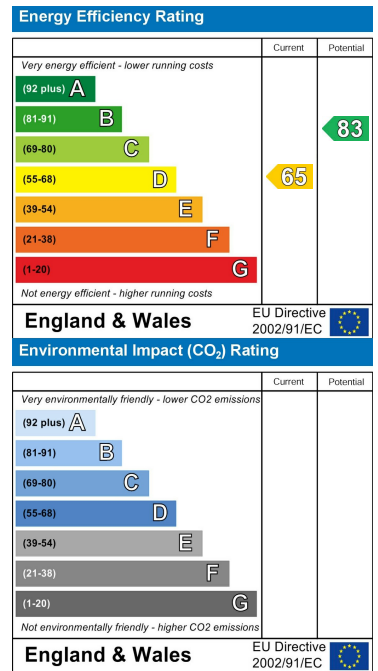 Energy Efficiency Rating
Current Potential
Very energy efficient - lower running costs
(92 plus) A
(81-91) B
(69-80) C
(55-68) D
(39-54) E
(21-38) F
(1-20) G
83
65
Not energy efficient - higher running costs
England & Wales
EU Directive
2002/91/EC
Environmental Impact (CO₂) Rating
Current Potential
Very environmentally friendly - lower CO2 emissions
(92 plus) A
(81-91) B
(69-80) C
(55-68) D
(39-54) E
(21-38) F
(1-20) G
Not environmentally friendly - higher CO2 emissions
England & Wales
EU Directive
2002/91/EC